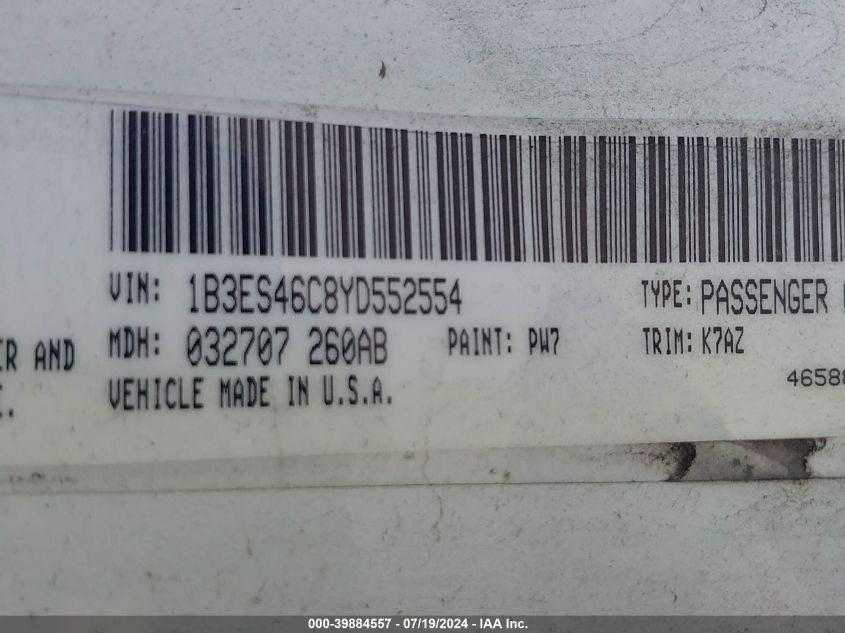 VIN: 1B3ES46C8YD552554
TYPE: PASSENGER
ER AND
MDH: 032707 260AB
PAINT: PW7
TRIM: K7AZ
E.
VEHICLE MADE IN U.S.A.
4658
000-39884557 - 07/19/2024 - IAA Inc.